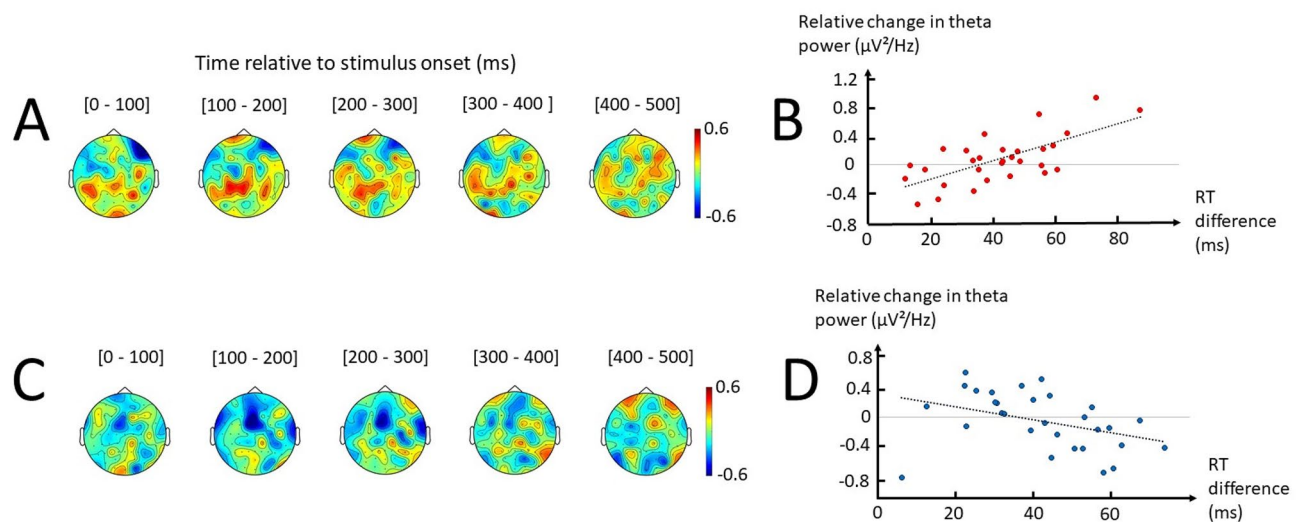 Time relative to stimulus onset (ms)
A
[0 - 100]
[100 - 200]
[200 - 300]
[300 - 400 ]
[400 - 500]
0.6
-0.6
B
Relative change in theta
power (µV²/Hz)
1.2
0.8
0.4
0
-0.4
-0.8
0
20
40
60
80
RT
difference
(ms)
C
[0 - 100]
[100 - 200]
[200 - 300]
[300 - 400]
[400 - 500]
0.6
-0.6
D
Relative change in theta
power (µV²/Hz)
0.8
0.4
0
-0.4
-0.8
0
20
40
60
RT
difference
(ms)